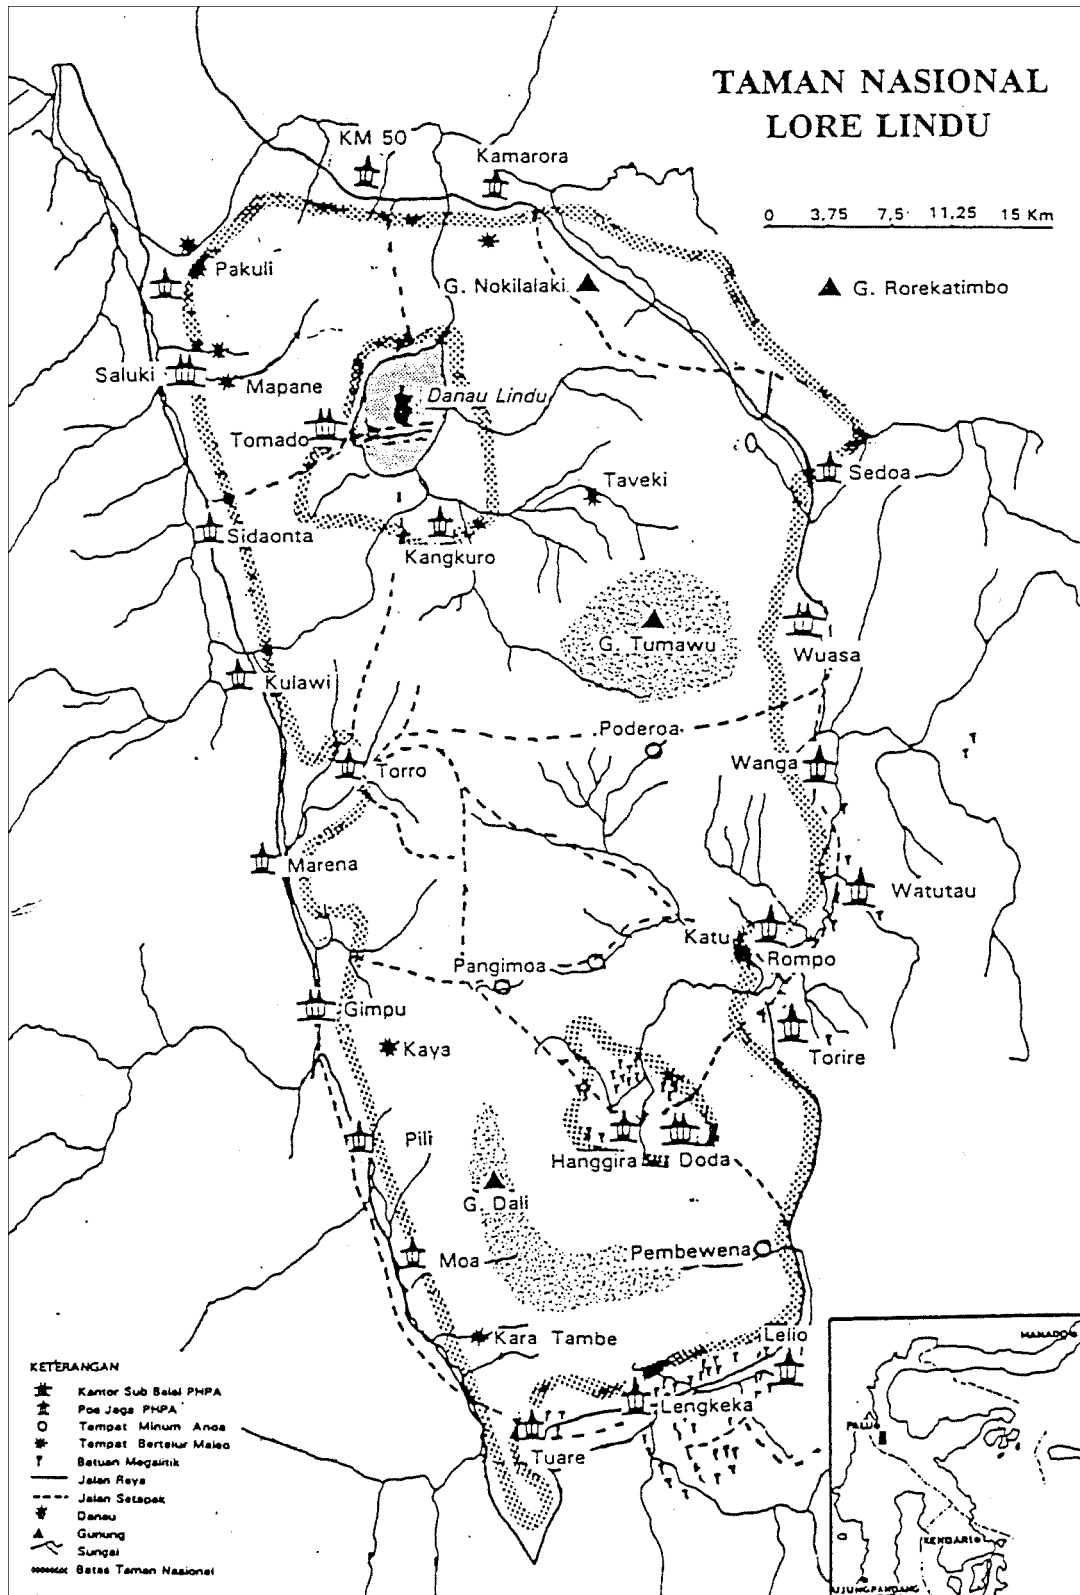 TAMAN NASIONAL
LORE LINDU
0 3.75 7,5 11,25 15 Km
KM 50
Kamarora
Pakuli
G. Nokilalaki
G. Rorekatimbo
Saluki
Mapane
Danau Lindu
Tomado
Sedoa
Taveki
Sidaonta
Kangkuro
G. Tumawu
Wuasa
Kulawi
Poderoa
Torro
Wanga
Marena
Watutau
Katu
Pangimoa
Rompo
Gimpu
Kaya
Torire
Pili
Hanggira
Doda
G. Dali
Moa
Pembewena
Kara Tambe
Lelio
Lengkeka
Tuare
KETERANGAN
Kantor Sub Balai PHPA
Pos Jaga PHPA
Tempat Minum Anoa
Tempat Bertelur Maleo
Batuan Megalitik
Jalan Raya
Jalan Setapak
Danau
Gunung
Sungai
Batas Taman Nasional
MANADO
PALU
KENDARI
UJUNGPANDANG